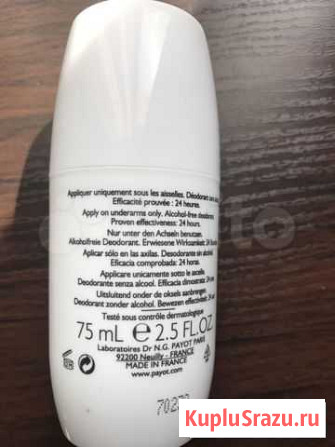 Appliquer uniquement sous les aisselles. Déodorant sans
Efficacité prouvée : 24 heures.
Apply on underarms only. Alcohol-free deodorant.
Proven effectiveness: 24 hours.
Nur unter den Achseln benutzen.
Alkoholfreie Deodorant. Erwiesene Wirksamkeit: 24
Aplicar sólo en las axilas. Desodorante sin alcohol.
Eficacia comprobada: 24 horas.
Applicare unicamente sotto le ascelle.
Deodorante senza alcool. Efficacia dimostrata: 24 ore
Uitsluitend onder de oksels aanbrengen.
Deodorant zonder alcohol. Bewezen effectiviteit: 24
Testé sous contrôle dermatologique
75 mL ℮ 2.5 FL.OZ
Laboratoires Dr N.G. PAYOT PARIS
92200 Neuilly - FRANCE
MADE IN FRANCE
www.payot.com
KupluSrazu.ru